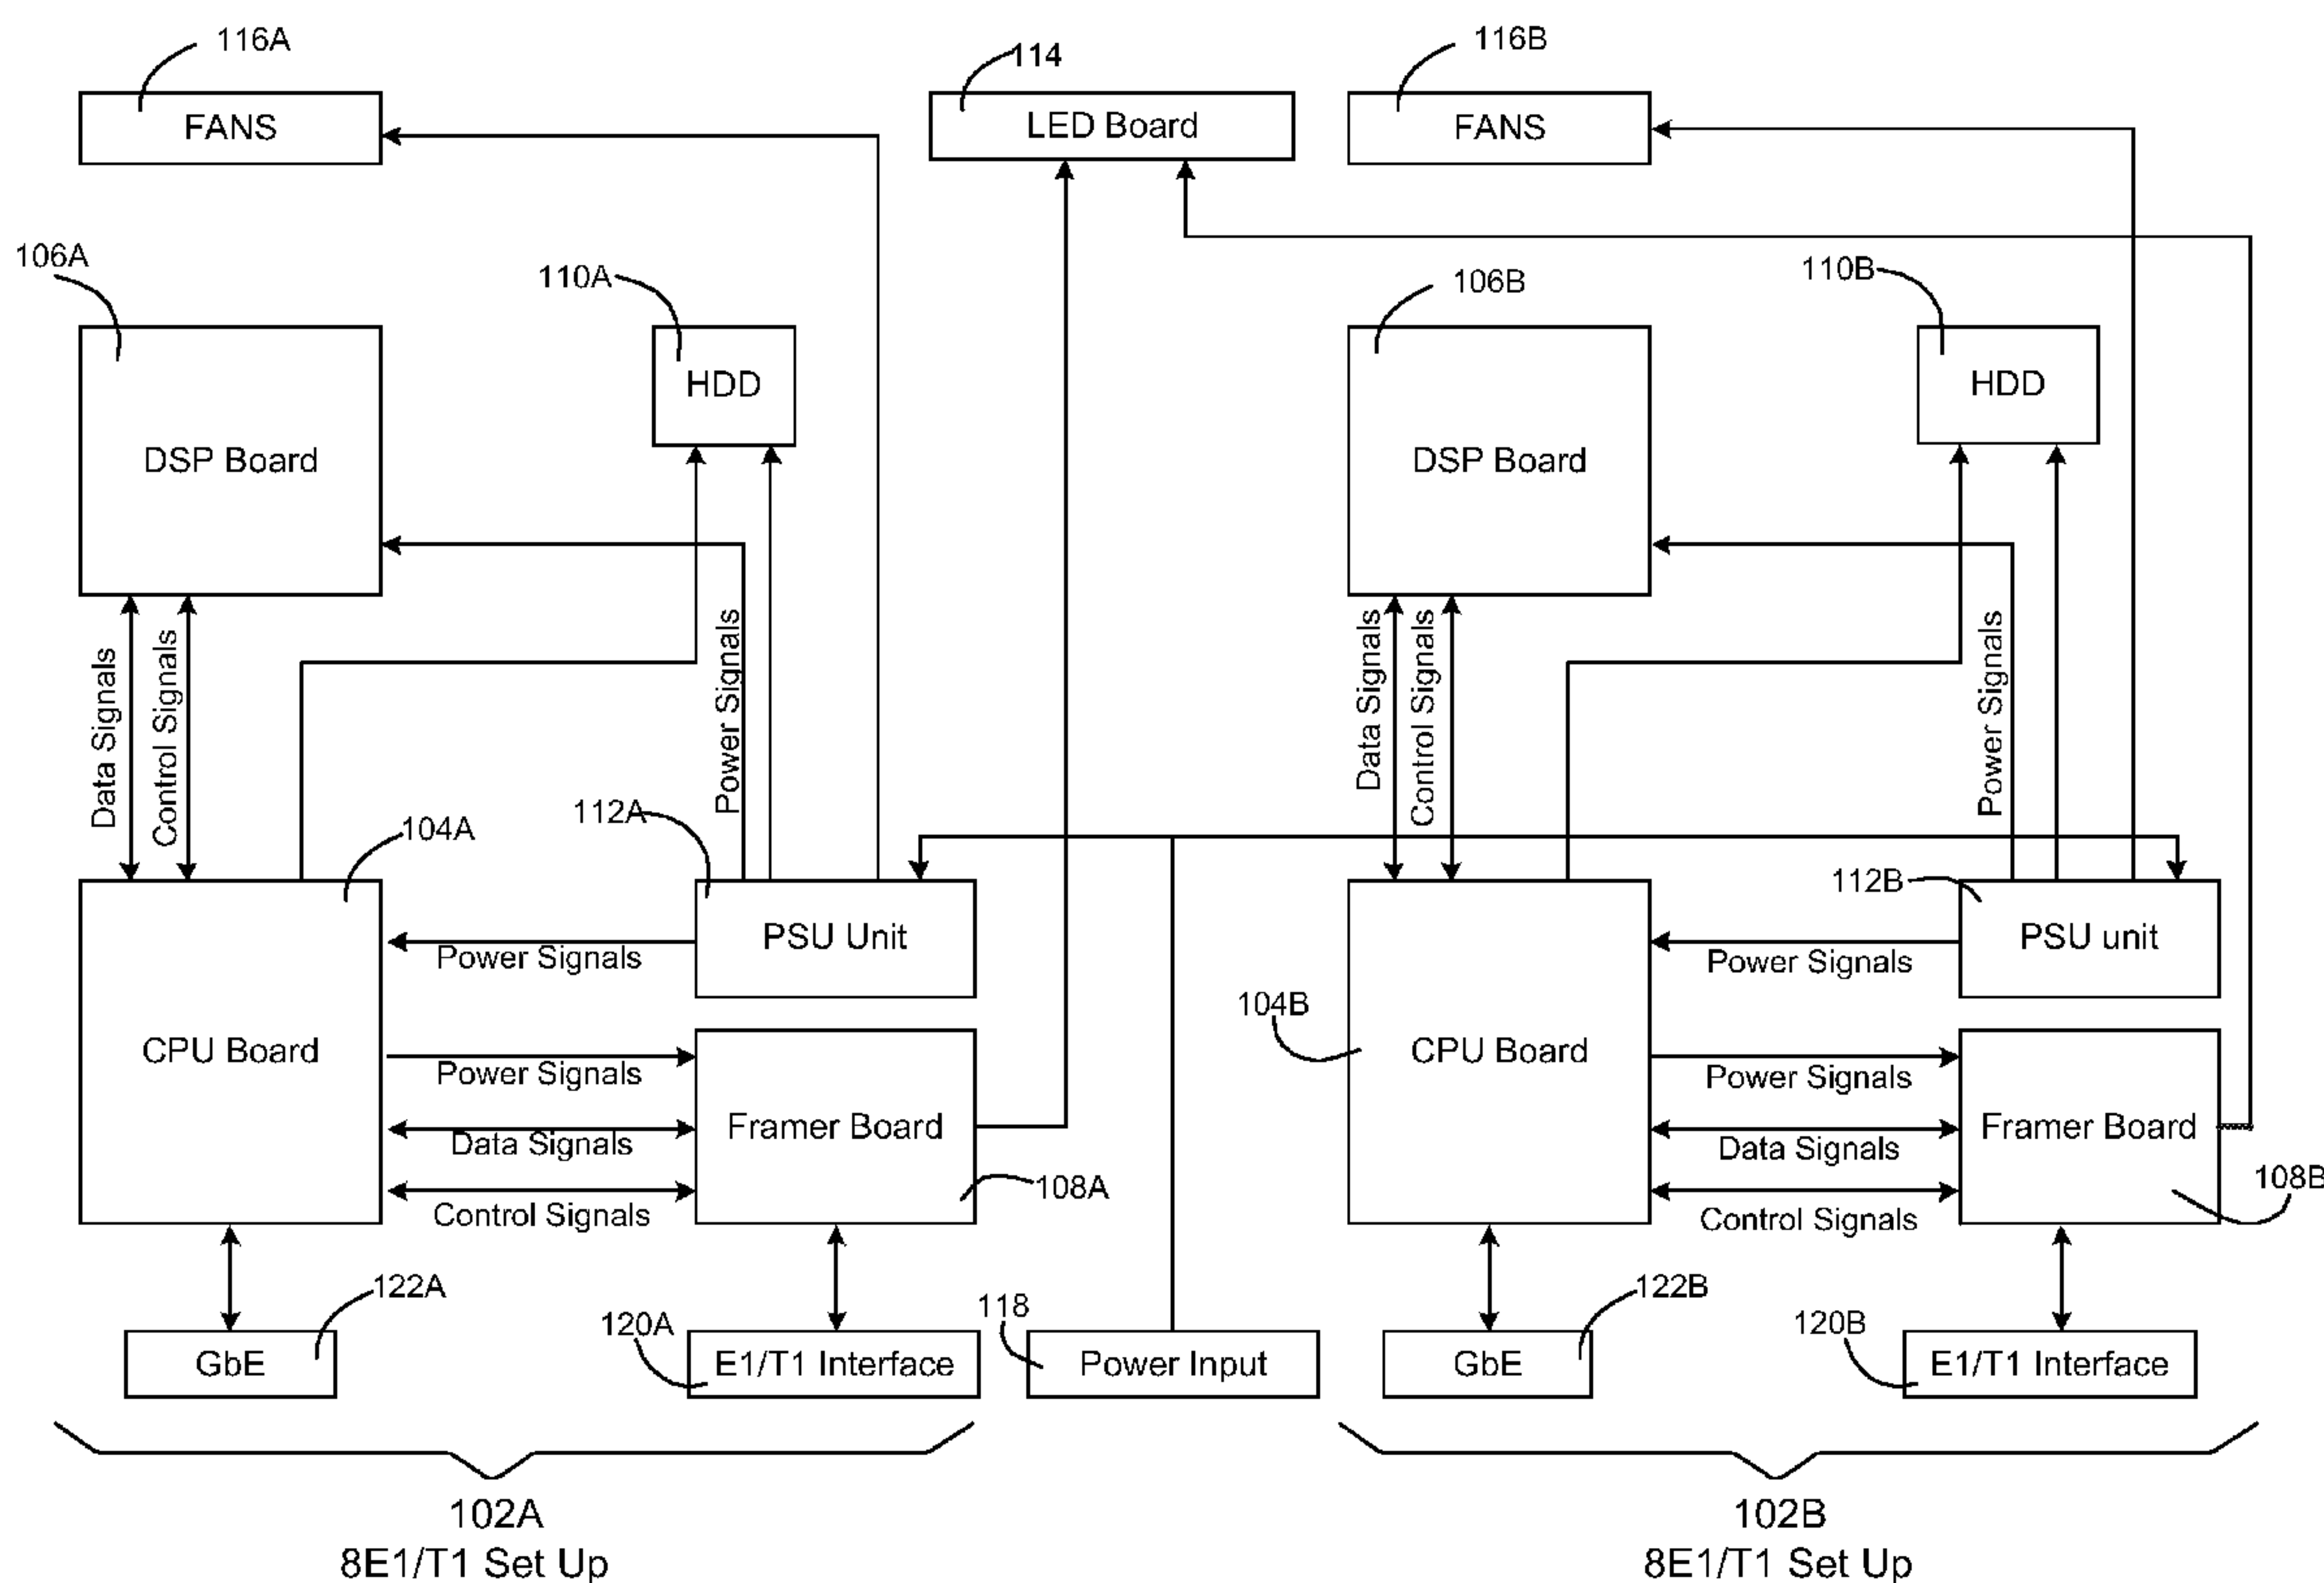 116A
114
116B
FANS
LED Board
FANS
106A
110A
106B
110B
DSP Board
HDD
DSP Board
HDD
Data Signals
Control Signals
Power Signals
Data Signals
Control Signals
Power Signals
104A
112A
112B
CPU Board
Power Signals
PSU Unit
104B
CPU Board
Power Signals
PSU unit
Power Signals
Data Signals
Control Signals
Framer Board
108A
Power Signals
Data Signals
Control Signals
Framer Board
108B
122A
120A
118
122B
120B
GbE
E1/T1 Interface
Power Input
GbE
E1/T1 Interface
102A
8E1/T1 Set Up
102B
8E1/T1 Set Up